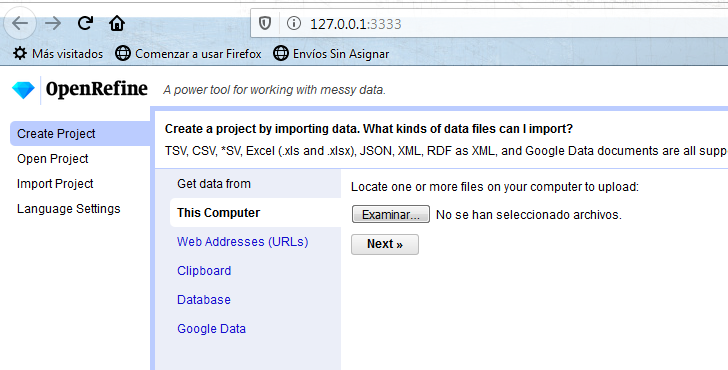 127.0.0.1:3333
Más visitados Comenzar a usar Firefox Envíos Sin Asignar
OpenRefine A power tool for working with messy data.
Create Project
Open Project
Import Project
Language Settings
Create a project by importing data. What kinds of data files can I import?
TSV, CSV, *SV, Excel (.xls and .xlsx), JSON, XML, RDF as XML, and Google Data documents are all supp
Get data from
This Computer
Web Addresses (URLs)
Clipboard
Database
Google Data
Locate one or more files on your computer to upload:
Examinar... No se han seleccionado archivos.
Next »